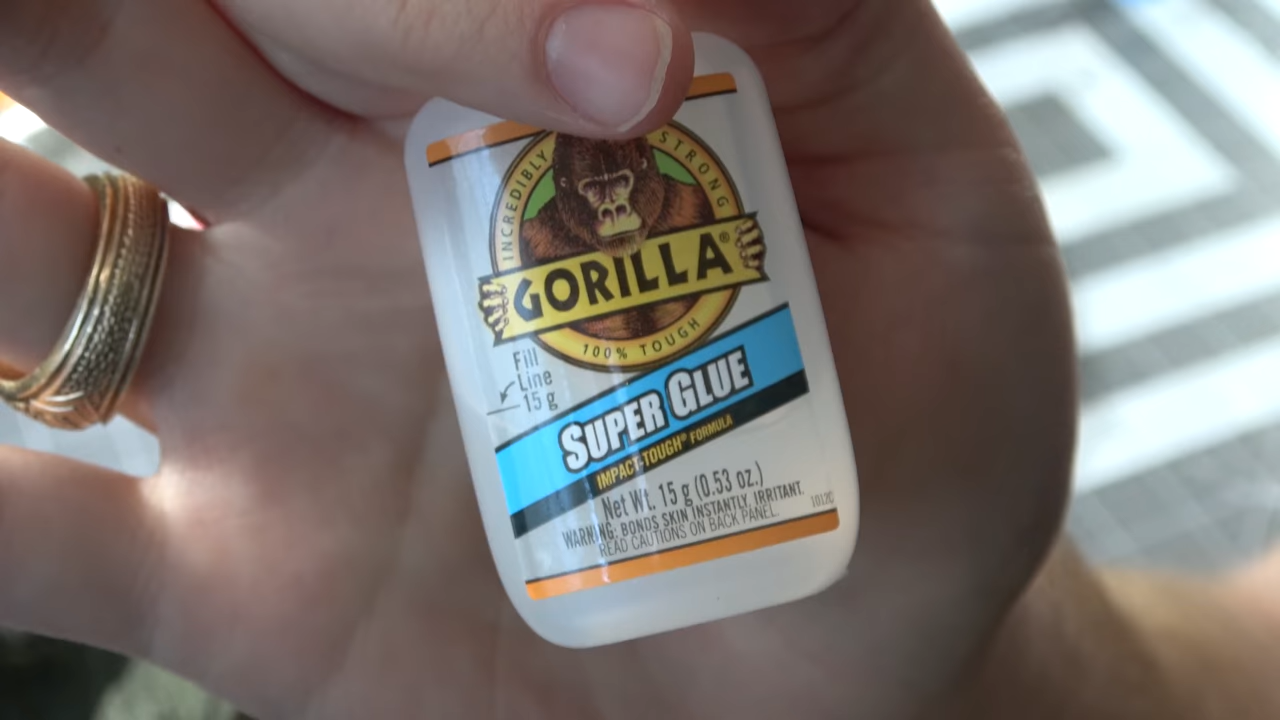 INCREDIBLY STRONG
GORILLA®
100% TOUGH
Fill
Line
15 g
SUPER GLUE
IMPACT-TOUGH® FORMULA
Net Wt. 15 g (0.53 oz.)
WARNING: BONDS SKIN INSTANTLY. IRRITANT.
READ CAUTIONS ON BACK PANEL.